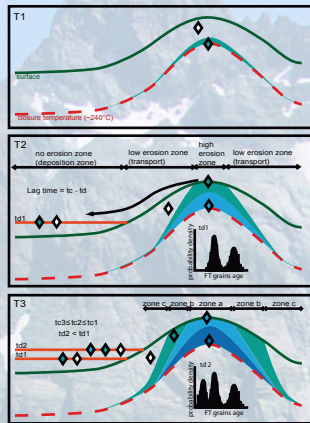 T1
surface
closure temperature (~240°C)
T2
no erosion zone
(deposition zone)
low erosion zone
(transport)
high
erosion
zone
low erosion zone
(transport)
Lag time = tc - td
td1
td1
probability density
FT grains age
T3
zone c
zone b
zone a
zone b
zone c
tc3≤tc2≤tc1
td2 < td1
td2
td1
td 2
probability density
FT grains age